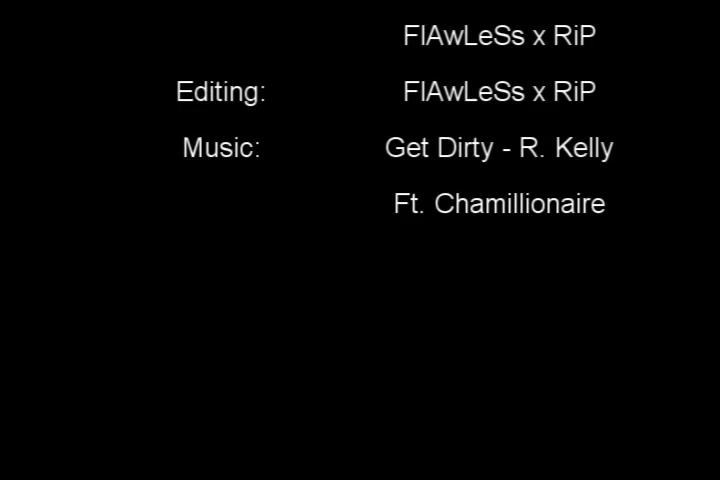 FlAwLeSs x RiP
Editing: FlAwLeSs x RiP
Music: Get Dirty - R. Kelly
Ft. Chamillionaire